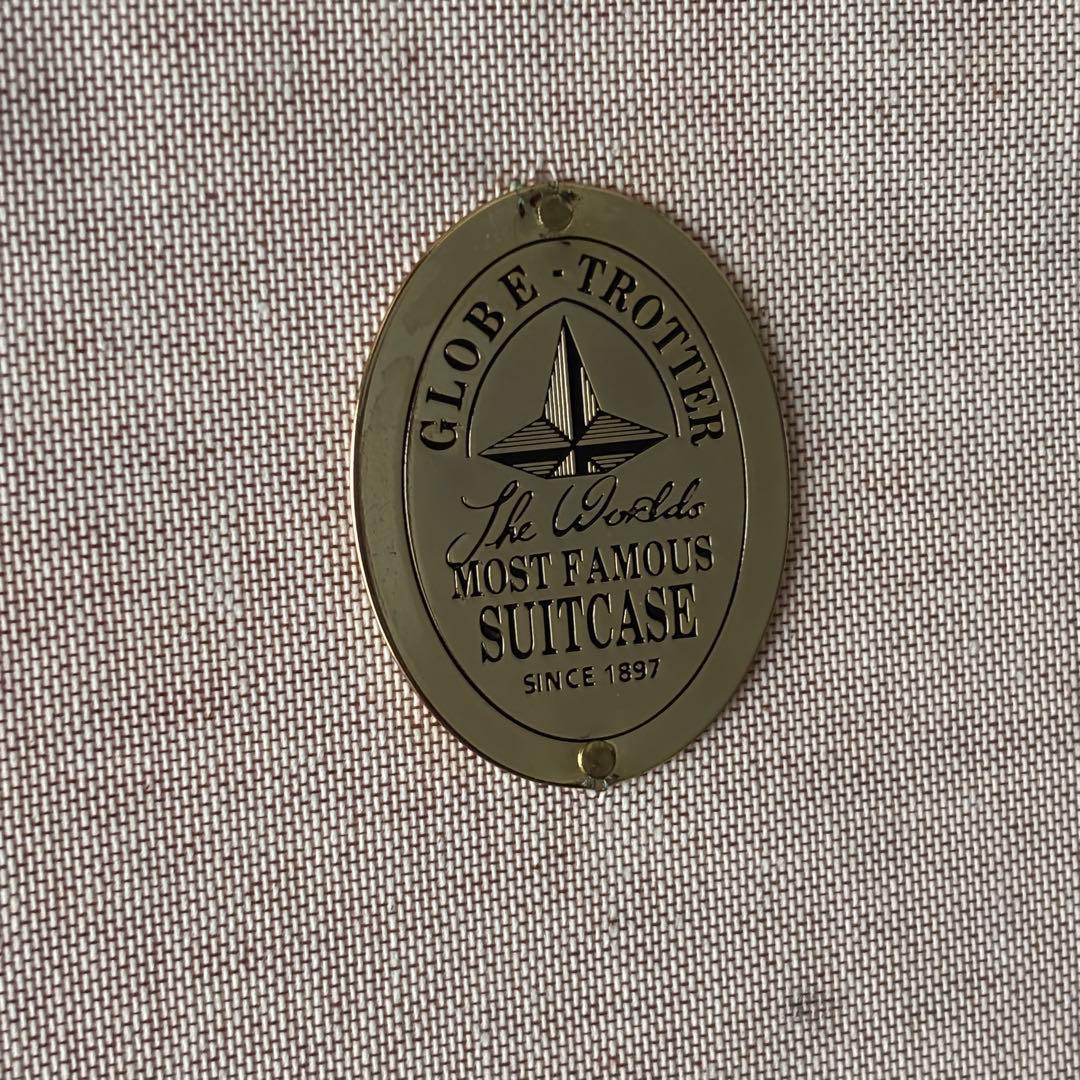 GLOBE - TROTTER
The Worlds
MOST FAMOUS
SUITCASE
SINCE 1897